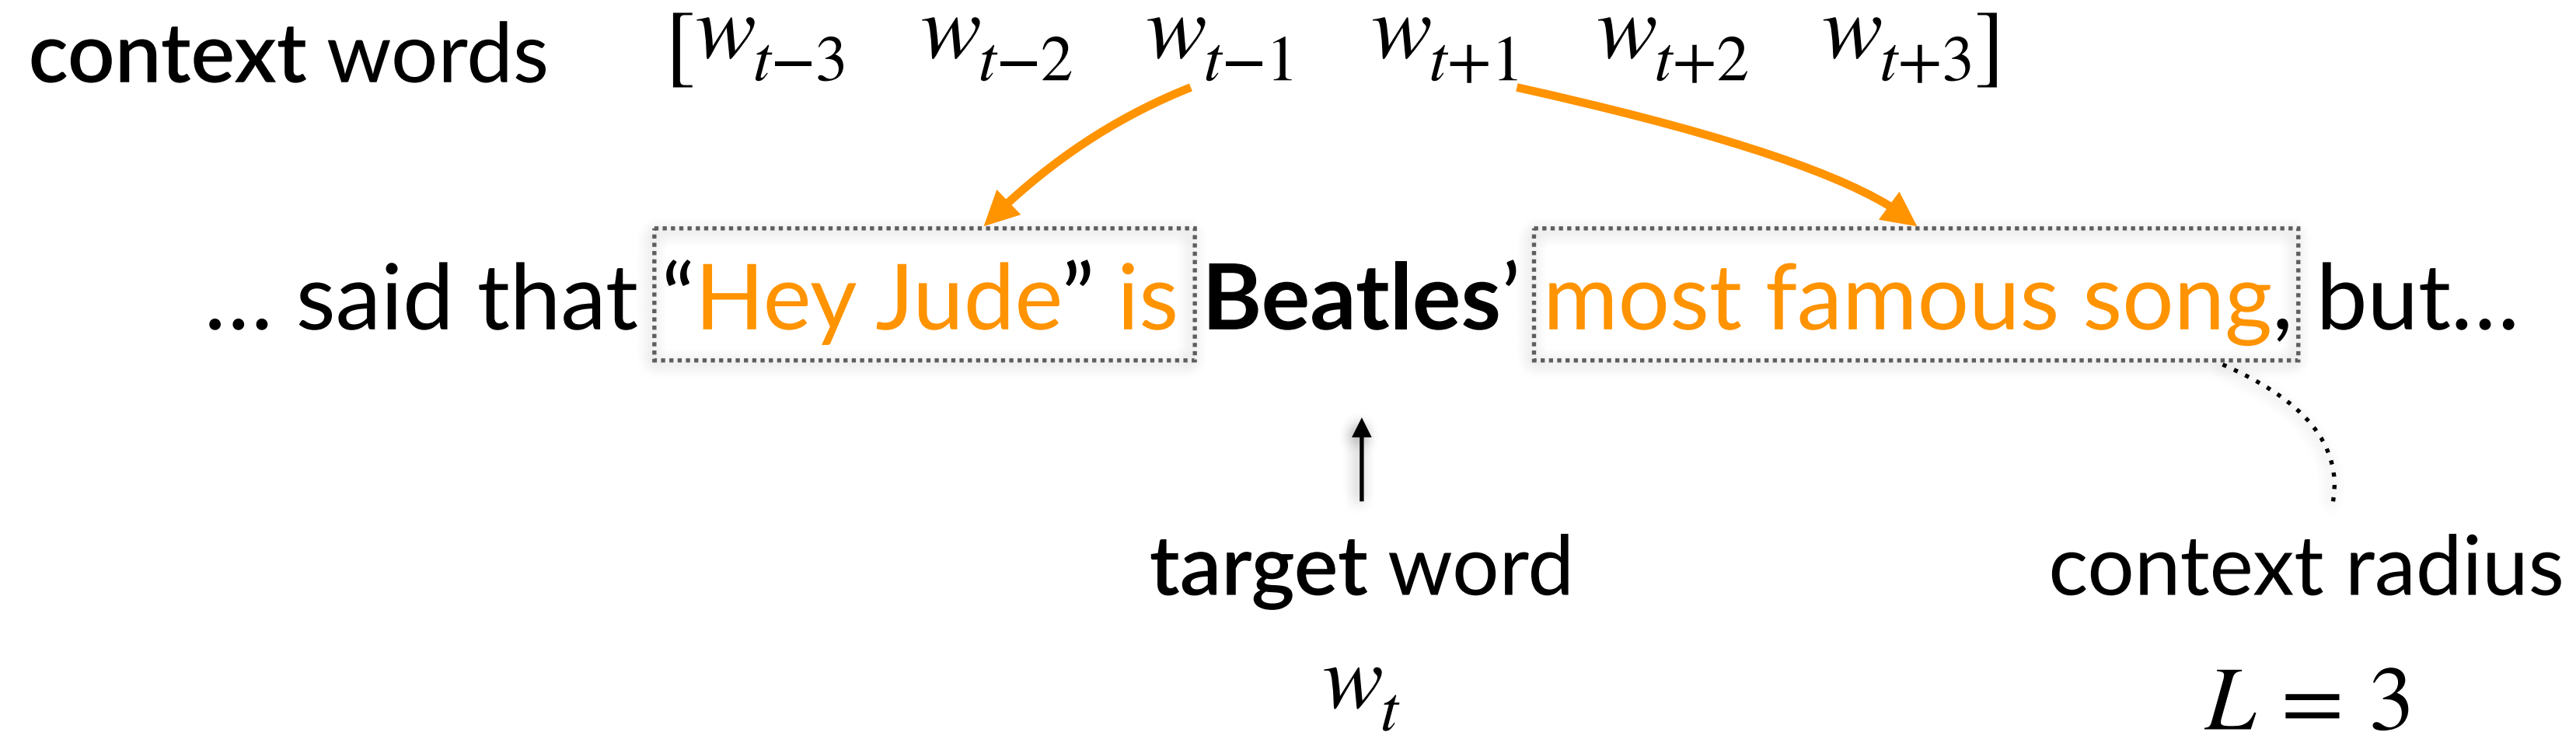 context words [w_{t−3} w_{t−2} w_{t−1} w_{t+1} w_{t+2} w_{t+3}]
... said that “Hey Jude” is Beatles’ most famous song, but...
target word context radius
w_t L = 3